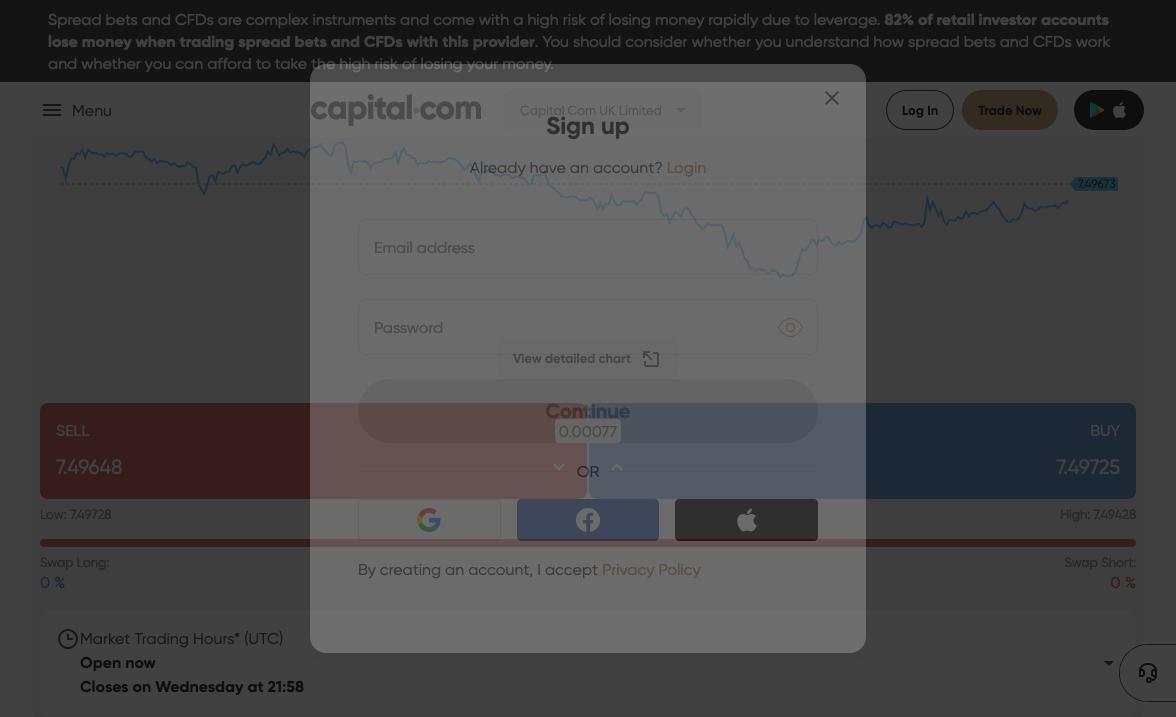 Spread bets and CFDs are complex instruments and come with a high risk of losing money rapidly due to leverage. 82% of retail investor accounts
lose money when trading spread bets and CFDs with this provider. You should consider whether you understand how spread bets and CFDs work
and whether you can afford to take the high risk of losing your money.
Menu
capital.com
Capital Com UK Limited
Log In
Trade Now
Sign up
Already have an account? Login
7.49673
Email address
Password
View detailed chart
Continue
SELL
0.00077
BUY
7.49648
OR
7.49725
Low: 7.49728
High: 7.49428
Swap Long:
Swap Short:
0 %
0 %
By creating an account, I accept Privacy Policy
Market Trading Hours* (UTC)
Open now
Closes on Wednesday at 21:58